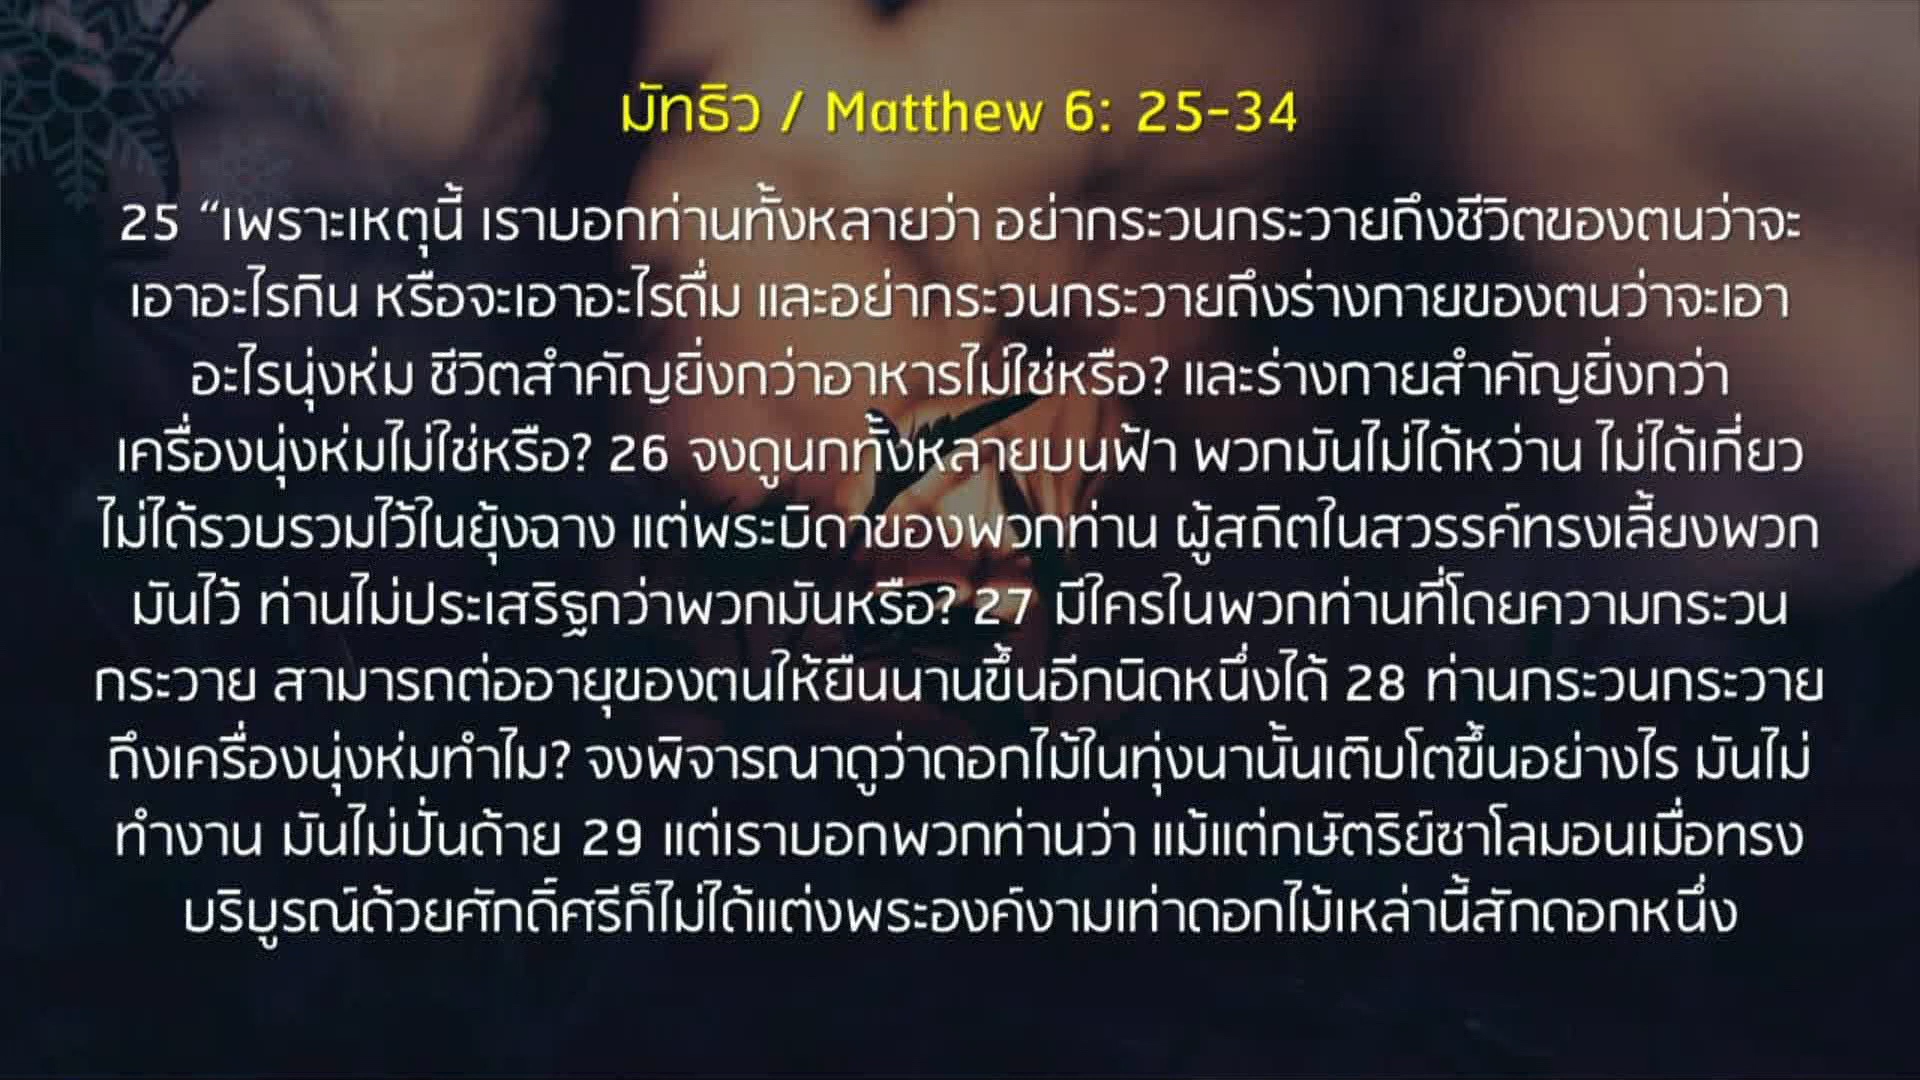 มัทธิว / Matthew 6: 25-34
25 “เพราะเหตุนี้ เราบอกท่านทั้งหลายว่า อย่ากระวนกระวายถึงชีวิตของตนว่าจะ
เอาอะไรกิน หรือจะเอาอะไรดื่ม และอย่ากระวนกระวายถึงร่างกายของตนว่าจะเอา
อะไรนุ่งห่ม ชีวิตสำคัญยิ่งกว่าอาหารไม่ใช่หรือ? และร่างกายสำคัญยิ่งกว่า
เครื่องนุ่งห่มไม่ใช่หรือ? 26 จงดูนกทั้งหลายบนฟ้า พวกมันไม่ได้หว่าน ไม่ได้เกี่ยว
ไม่ได้รวบรวมไว้ในยุ้งฉาง แต่พระบิดาของพวกท่าน ผู้สถิตในสวรรค์ทรงเลี้ยงพวก
มันไว้ ท่านไม่ประเสริฐกว่าพวกมันหรือ? 27 มีใครในพวกท่านที่โดยความกระวน
กระวาย สามารถต่ออายุของตนให้ยืนนานขึ้นอีกนิดหนึ่งได้ 28 ท่านกระวนกระวาย
ถึงเครื่องนุ่งห่มทำไม? จงพิจารณาดูว่าดอกไม้ในทุ่งนานั้นเติบโตขึ้นอย่างไร มันไม่
ทำงาน มันไม่ปั่นด้าย 29 แต่เราบอกพวกท่านว่า แม้แต่กษัตริย์ซาโลมอนเมื่อทรง
บริบูรณ์ด้วยศักดิ์ศรีก็ไม่ได้แต่งพระองค์งามเท่าดอกไม้เหล่านี้สักดอกหนึ่ง